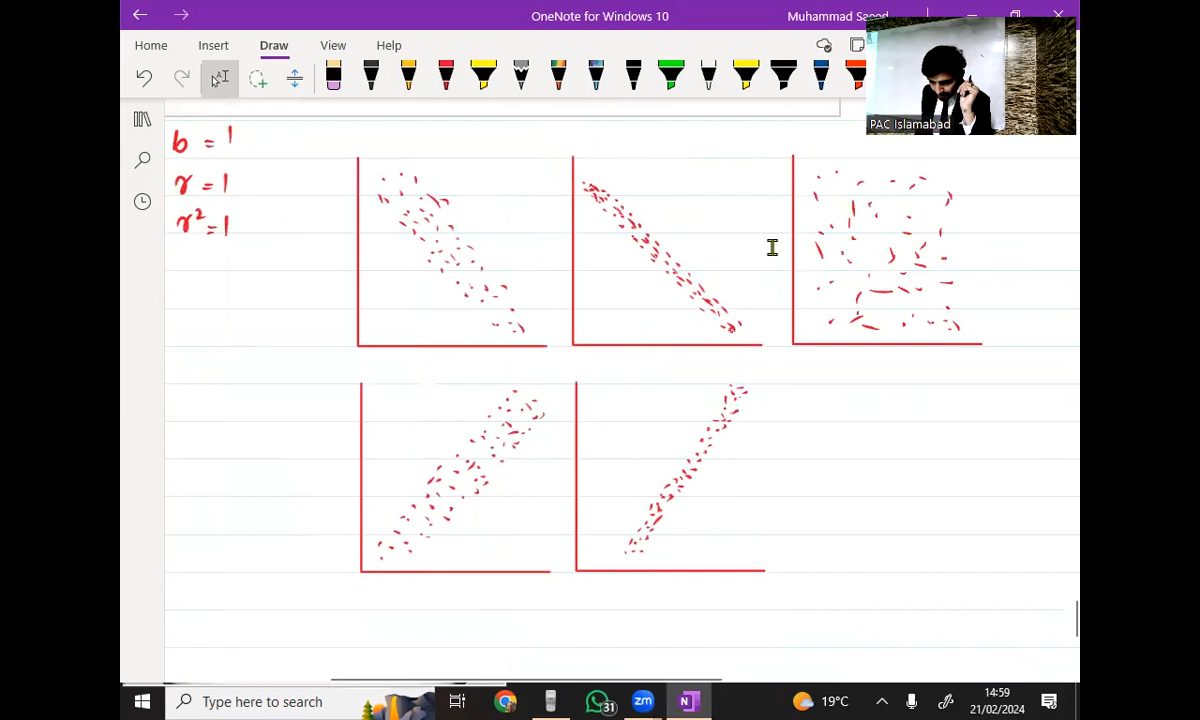 OneNote for Windows 10
Muhammad Saeed
Home Insert Draw View Help
PAC Islamabad
b = 1
r = 1
r² = 1
Type here to search
31
zm
N
19°C
14:59
21/02/2024